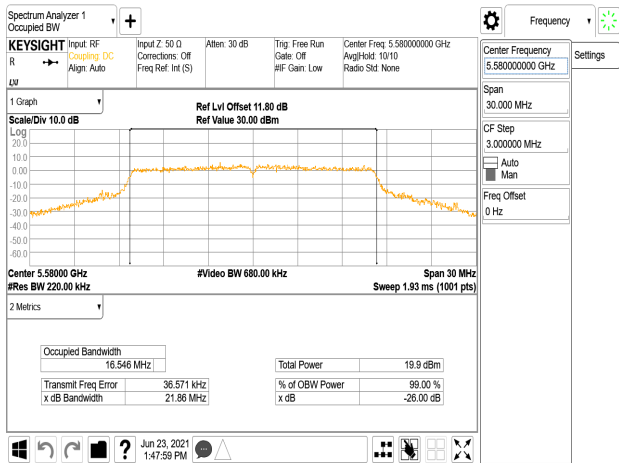 Spectrum Analyzer 1
Occupied BW
Frequency
KEYSIGHT
R
LXI
Input: RF
Coupling: DC
Align: Auto
Input Z: 50 Ω
Corrections: Off
Freq Ref: Int (S)
Atten: 30 dB
Trig: Free Run
Gate: Off
#IF Gain: Low
Center Freq: 5.580000000 GHz
Avg|Hold: 10/10
Radio Std: None
Center Frequency
5.580000000 GHz
Settings
Span
30.000 MHz
CF Step
3.000000 MHz
Auto
Man
Freq Offset
0 Hz
1 Graph
Scale/Div 10.0 dB
Ref Lvl Offset 11.80 dB
Ref Value 30.00 dBm
Log
20.0
10.0
0.00
-10.0
-20.0
-30.0
-40.0
-50.0
-60.0
Center 5.58000 GHz
#Video BW 680.00 kHz
Span 30 MHz
#Res BW 220.00 kHz
Sweep 1.93 ms (1001 pts)
2 Metrics
Occupied Bandwidth
16.546 MHz
Total Power 19.9 dBm
Transmit Freq Error 36.571 kHz
% of OBW Power 99.00 %
x dB Bandwidth 21.86 MHz
x dB -26.00 dB
?
Jun 23, 2021
1:47:59 PM